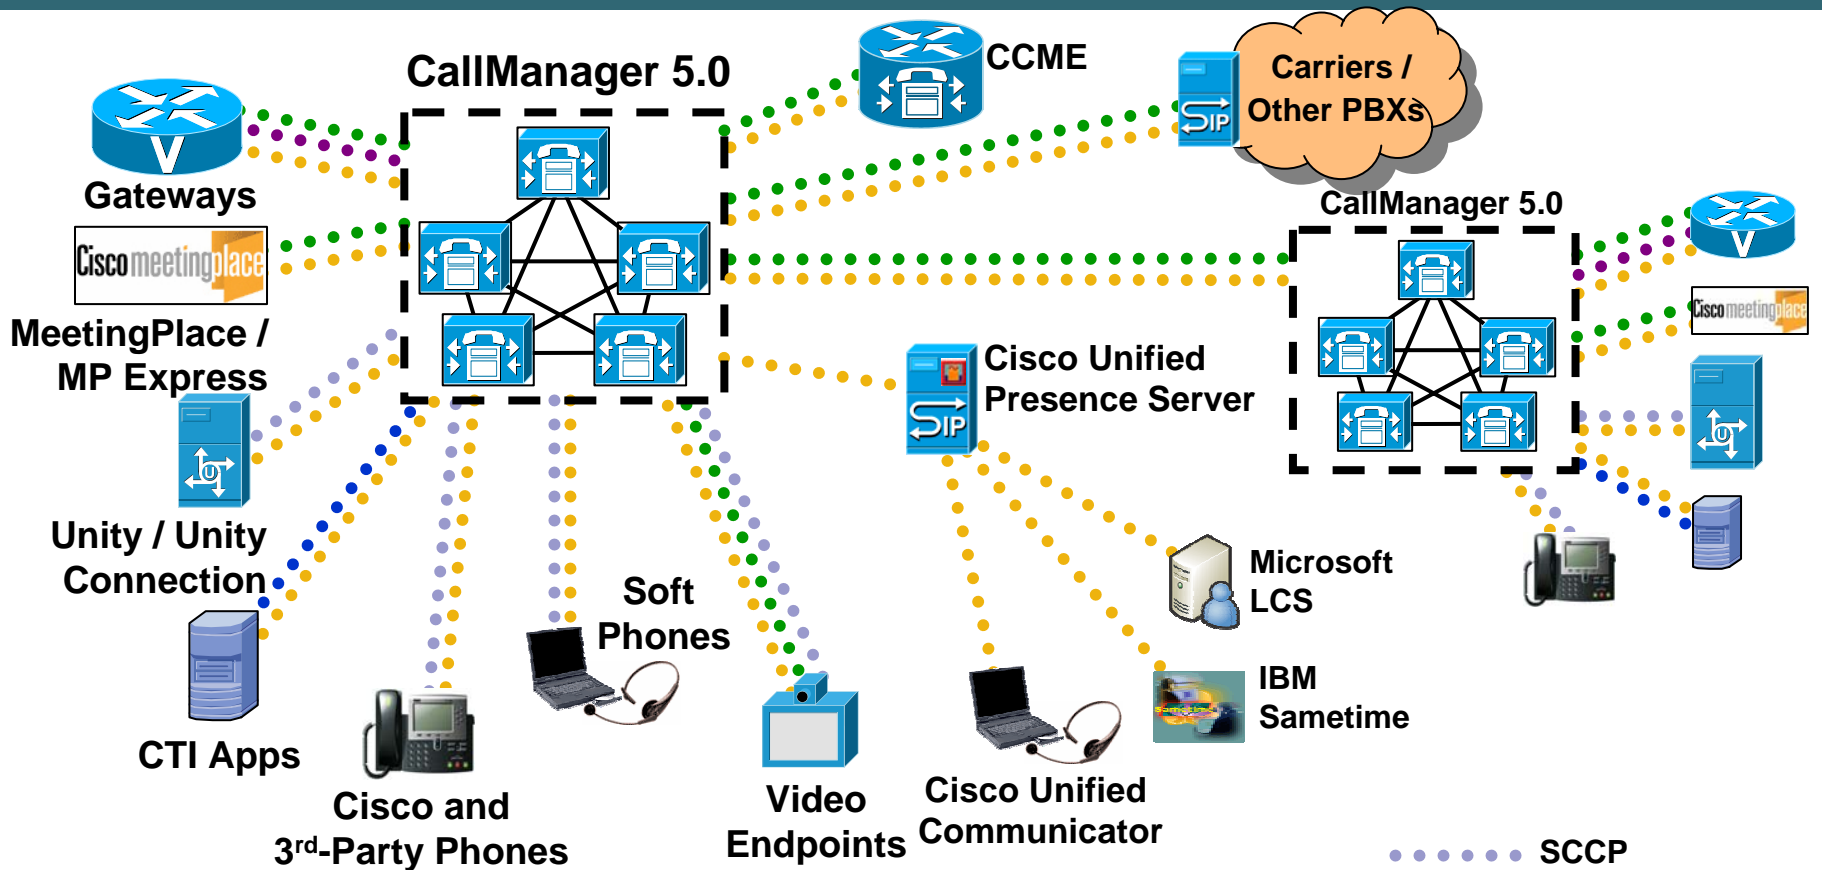 CallManager 5.0
CCME
Carriers /
Other PBXs
SIP
V
Gateways
Cisco meetingplace
MeetingPlace /
MP Express
CallManager 5.0
V
Cisco meetingplace
Cisco Unified
Presence Server
SIP
U
Unity / Unity
Connection
U
Microsoft
LCS
Soft
Phones
IBM
Sametime
Sametime
CTI Apps
Cisco and
3rd-Party Phones
Video
Endpoints
Cisco Unified
Communicator
SCCP